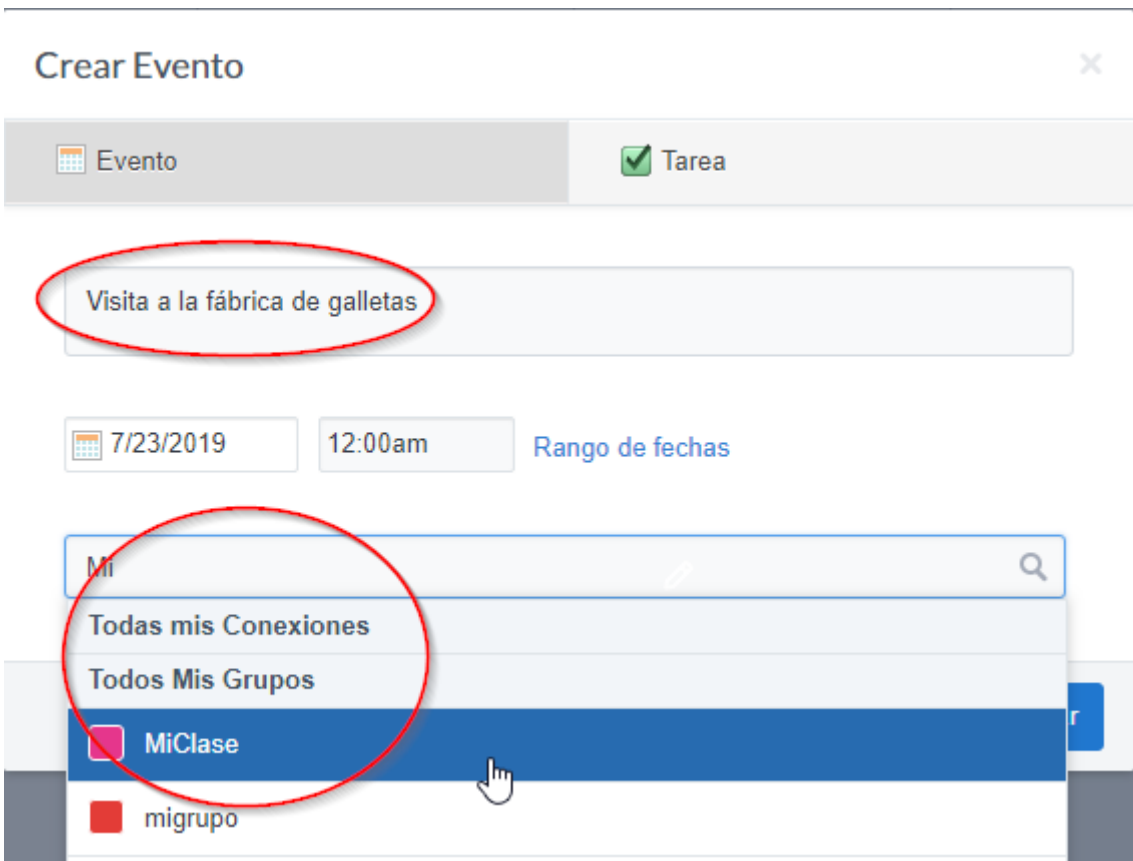 Crear Evento
Evento
Tarea
Visita a la fábrica de galletas
7/23/2019 12:00am Rango de fechas
Mi
Todas mis Conexiones
Todos Mis Grupos
r
MiClase
migrupo